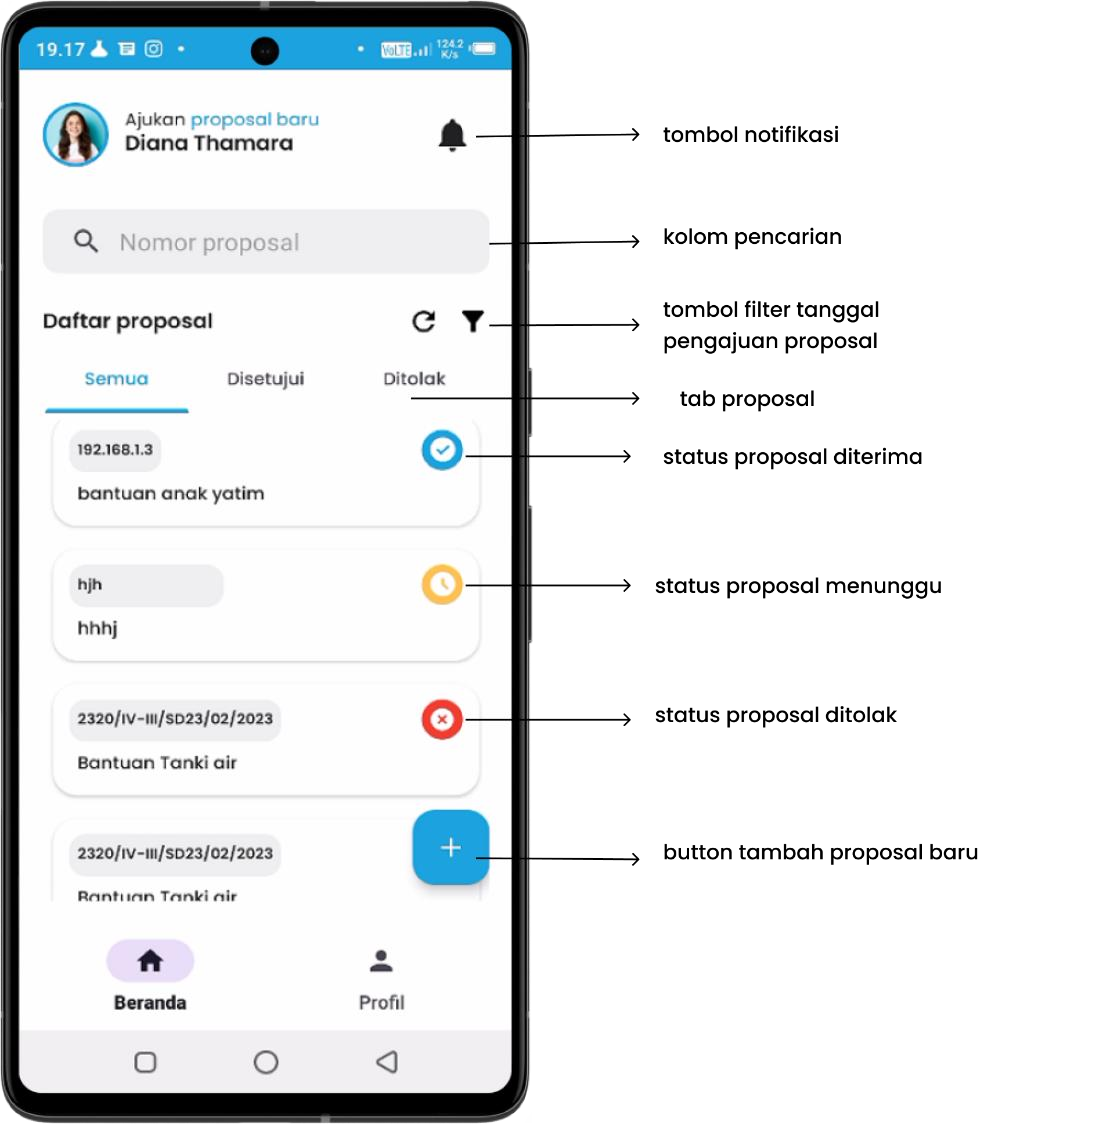 19.17
VoLTE 124.2 K/s
Ajukan proposal baru
Diana Thamara
tombol notifikasi
Nomor proposal
kolom pencarian
Daftar proposal
tombol filter tanggal
pengajuan proposal
Semua Disetujui Ditolak
tab proposal
192.168.1.3
bantuan anak yatim
status proposal diterima
hjh
hhhj
status proposal menunggu
2320/IV-III/SD23/02/2023
Bantuan Tanki air
status proposal ditolak
2320/IV-III/SD23/02/2023
Bantuan Tanki air
+
button tambah proposal baru
Beranda Profil